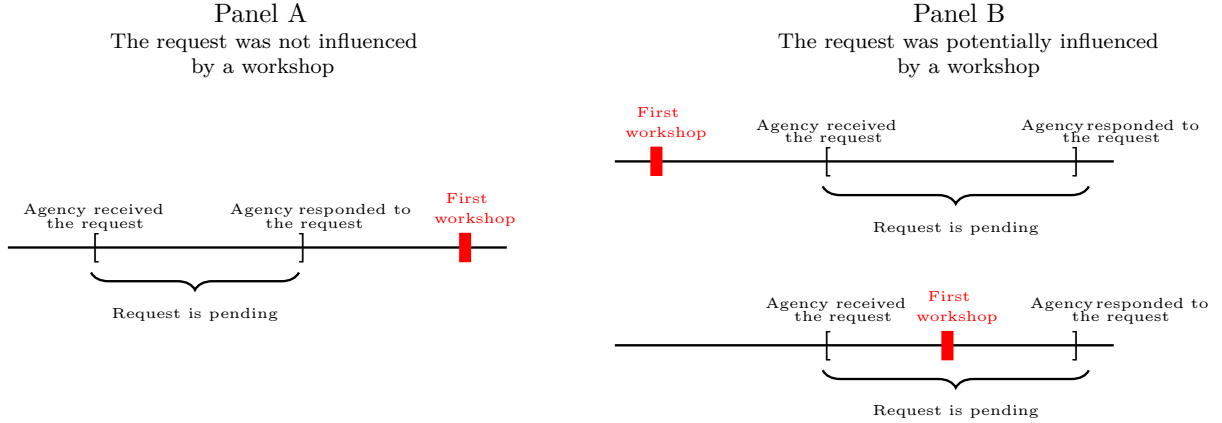 Panel A
The request was not influenced
by a workshop
Agency received
the request
Agency responded to
the request
First
workshop
Request is pending
Panel B
The request was potentially influenced
by a workshop
First
workshop
Agency received
the request
Agency responded to
the request
Request is pending
Agency received
the request
First
workshop
Agency responded to
the request
Request is pending